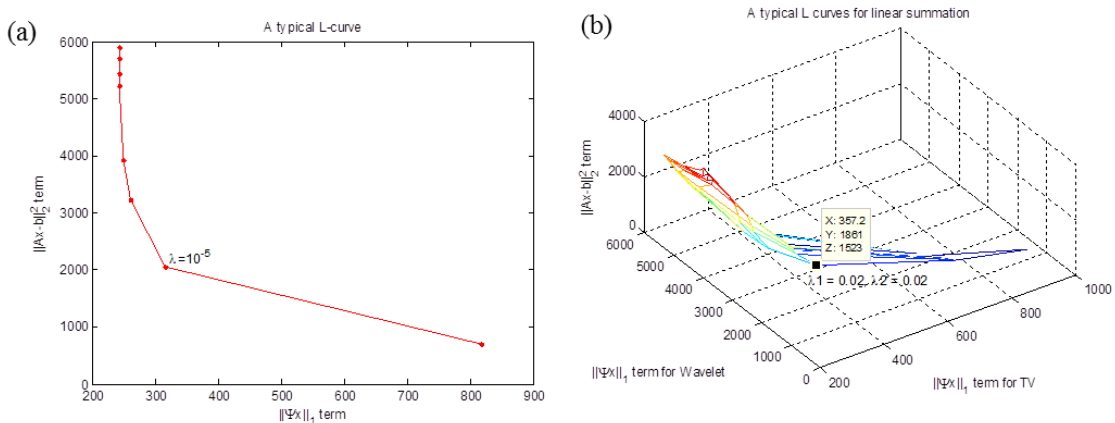 (a)
A typical L-curve
6000
5000
4000
3000
2000
1000
0
||Ax-b||₂² term
λ=10⁻⁵
200 300 400 500 600 700 800 900
||Ψx||₁ term
(b)
A typical L curves for linear summation
4000
2000
0
||Ax-b||₂² term
X: 357.2
Y: 1861
Z: 1523
λ1 = 0.02, λ2 = 0.02
6000
5000
4000
3000
2000
1000
0
||Ψx||₁ term for Wavelet
200
400
600
800
1000
||Ψx||₁ term for TV